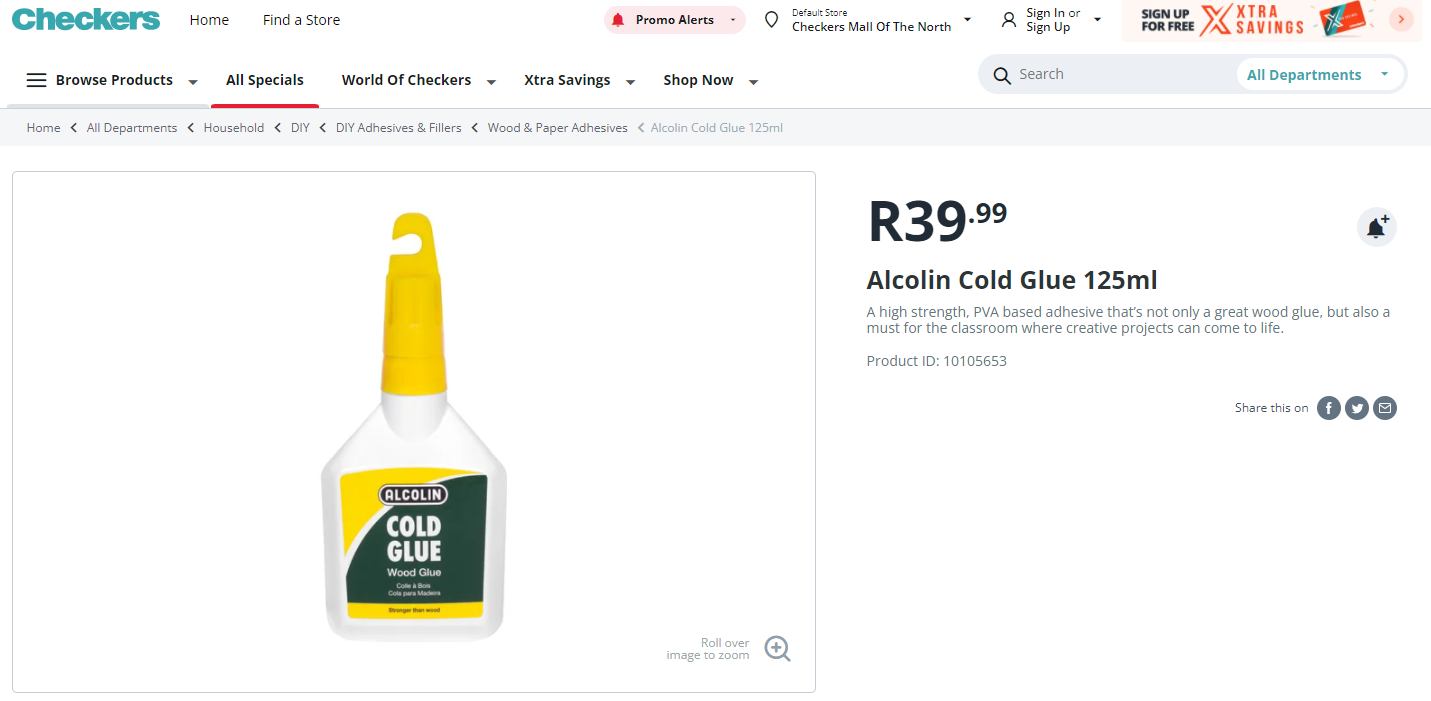 Checkers
Home
Find a Store
Promo Alerts
Default Store
Checkers Mall Of The North
Sign In or
Sign Up
SIGN UP
FOR FREE
XTRA
SAVINGS
Browse Products
All Specials
World Of Checkers
Xtra Savings
Shop Now
Search
All Departments
Home
All Departments
Household
DIY
DIY Adhesives & Fillers
Wood & Paper Adhesives
Alcolin Cold Glue 125ml
ALCOLIN
COLD
GLUE
Wood Glue
Colle à Bois
Cola para Madeira
Stronger than wood
Roll over
image to zoom
R39.99
Alcolin Cold Glue 125ml
A high strength, PVA based adhesive that's not only a great wood glue, but also a
must for the classroom where creative projects can come to life.
Product ID: 10105653
Share this on